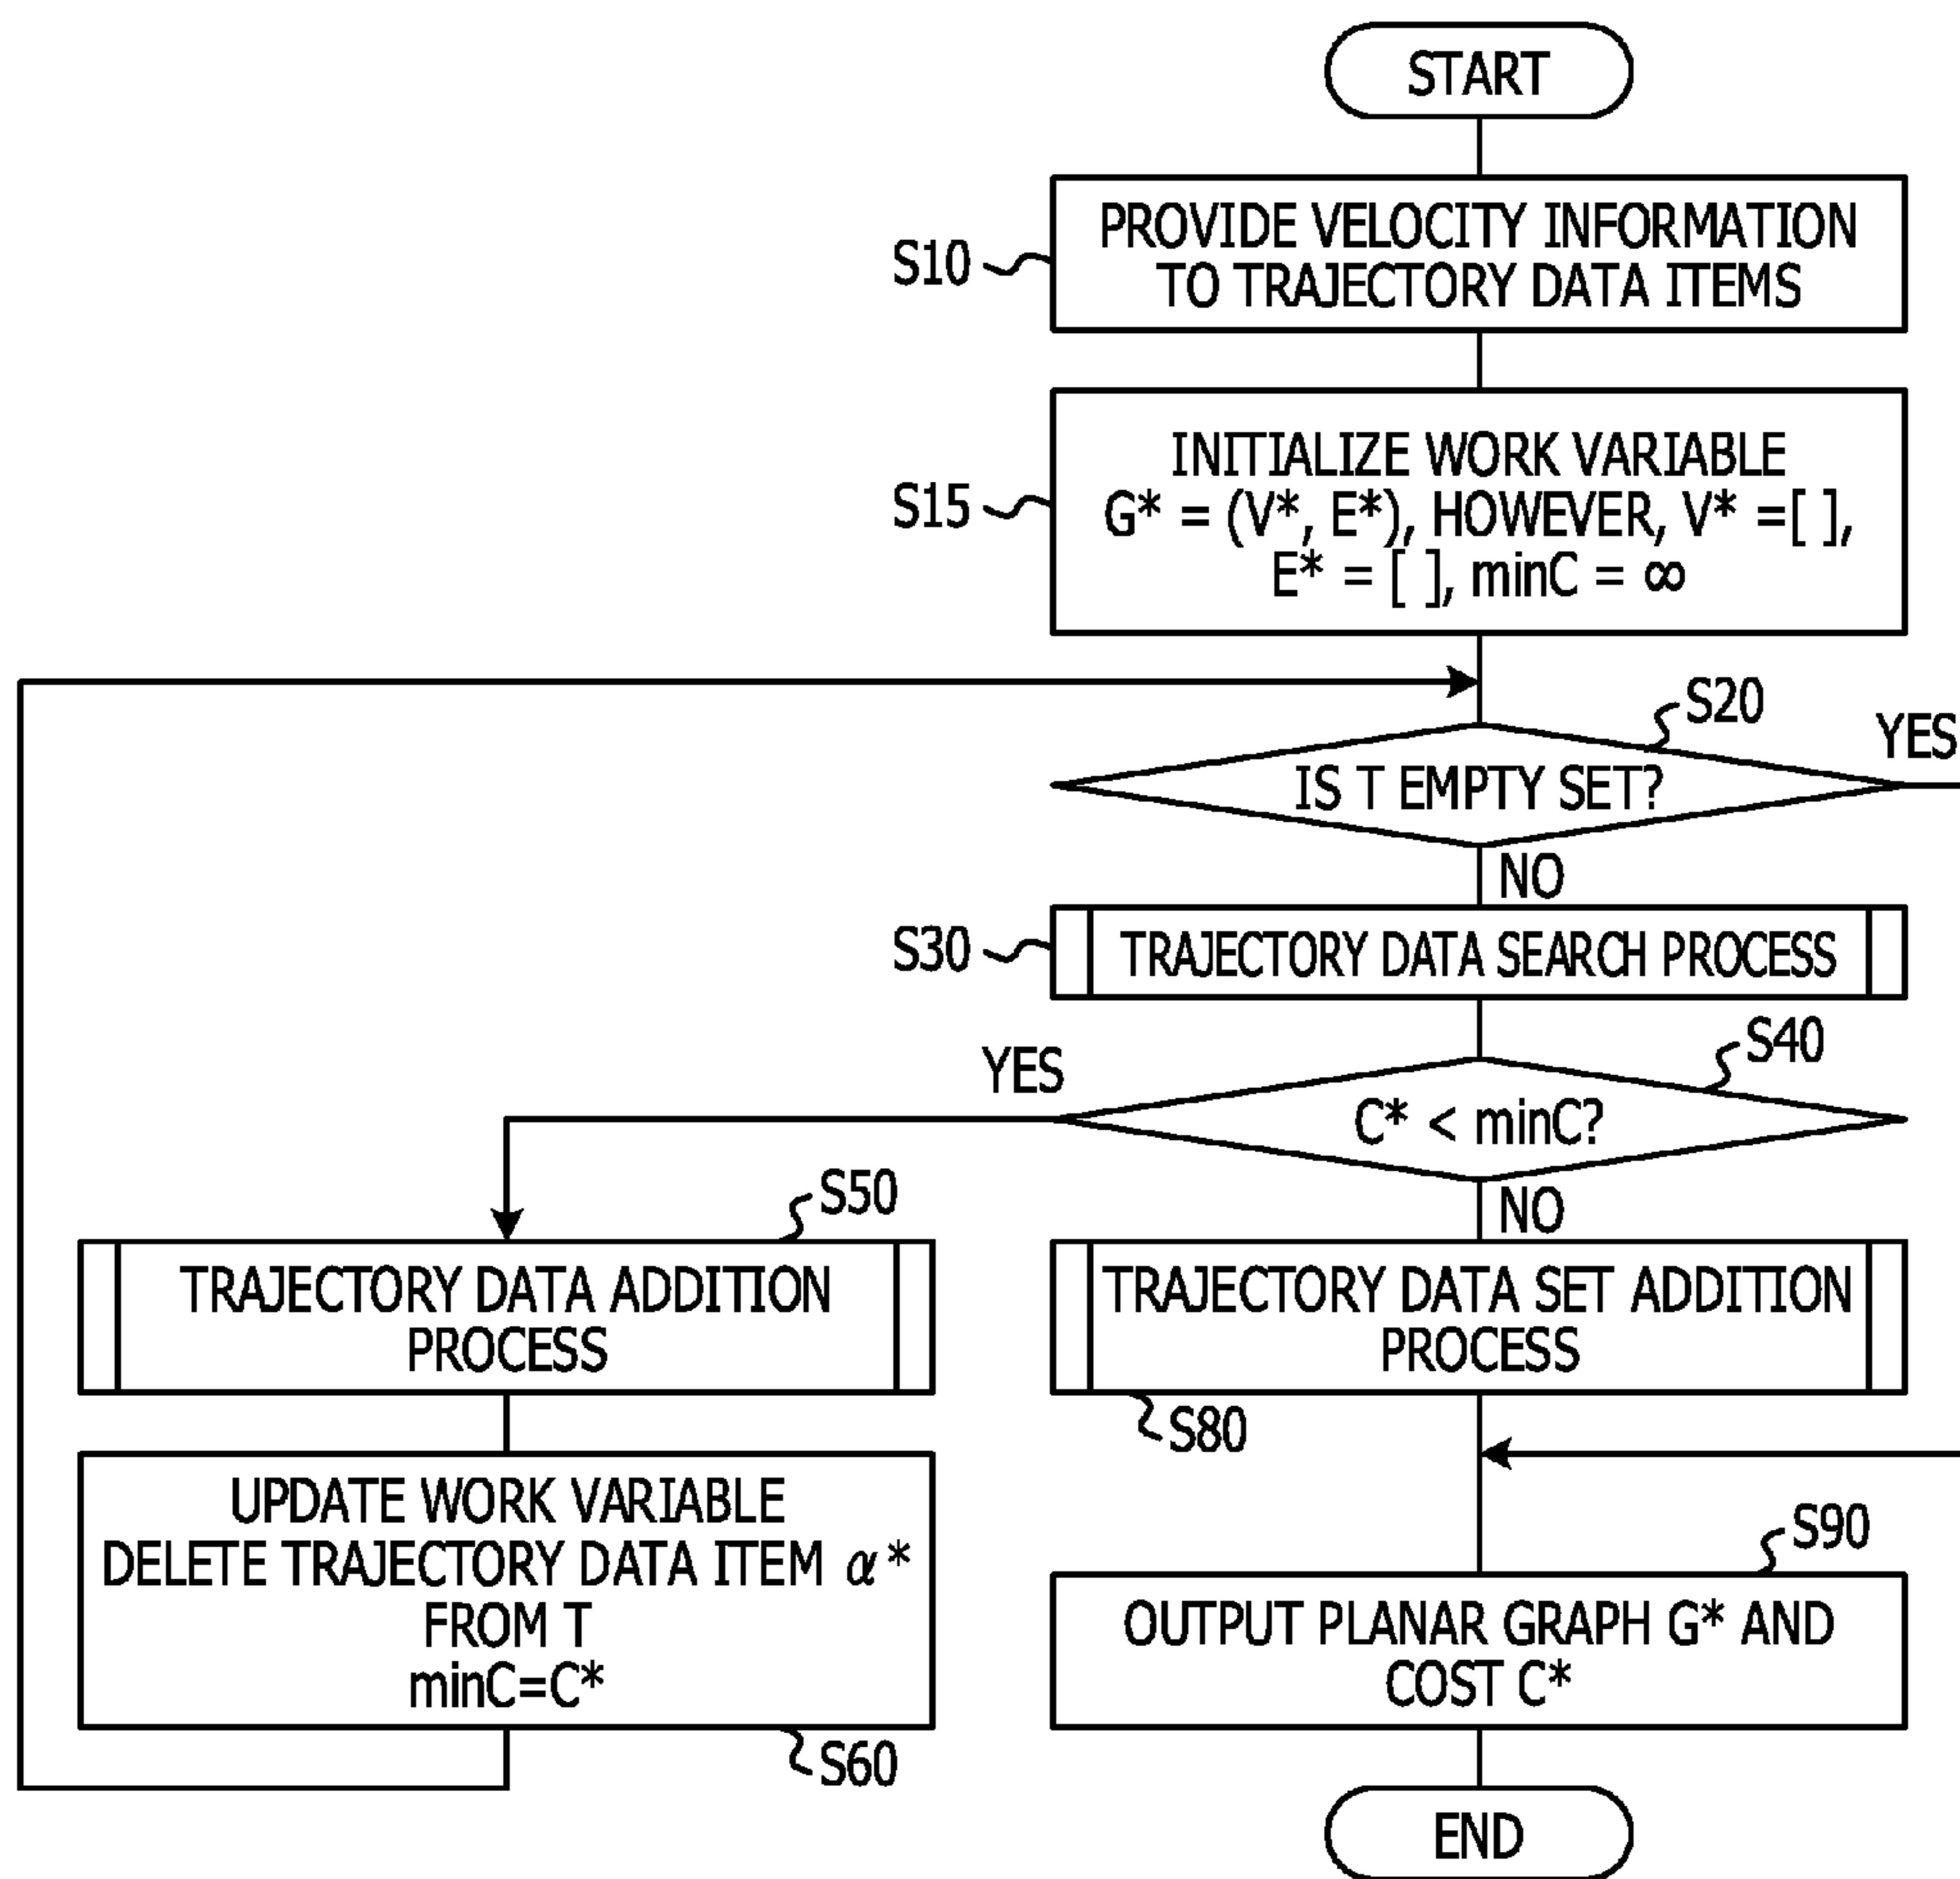 START
S10
PROVIDE VELOCITY INFORMATION
TO TRAJECTORY DATA ITEMS
S15
INITIALIZE WORK VARIABLE
G* = (V*, E*), HOWEVER, V* =[ ],
E* = [ ], minC = ∞
S20
YES
IS T EMPTY SET?
NO
S30
TRAJECTORY DATA SEARCH PROCESS
S40
YES
C* < minC?
NO
S50
TRAJECTORY DATA ADDITION
PROCESS
TRAJECTORY DATA SET ADDITION
PROCESS
S80
UPDATE WORK VARIABLE
DELETE TRAJECTORY DATA ITEM α*
FROM T
minC=C*
S60
S90
OUTPUT PLANAR GRAPH G* AND
COST C*
END